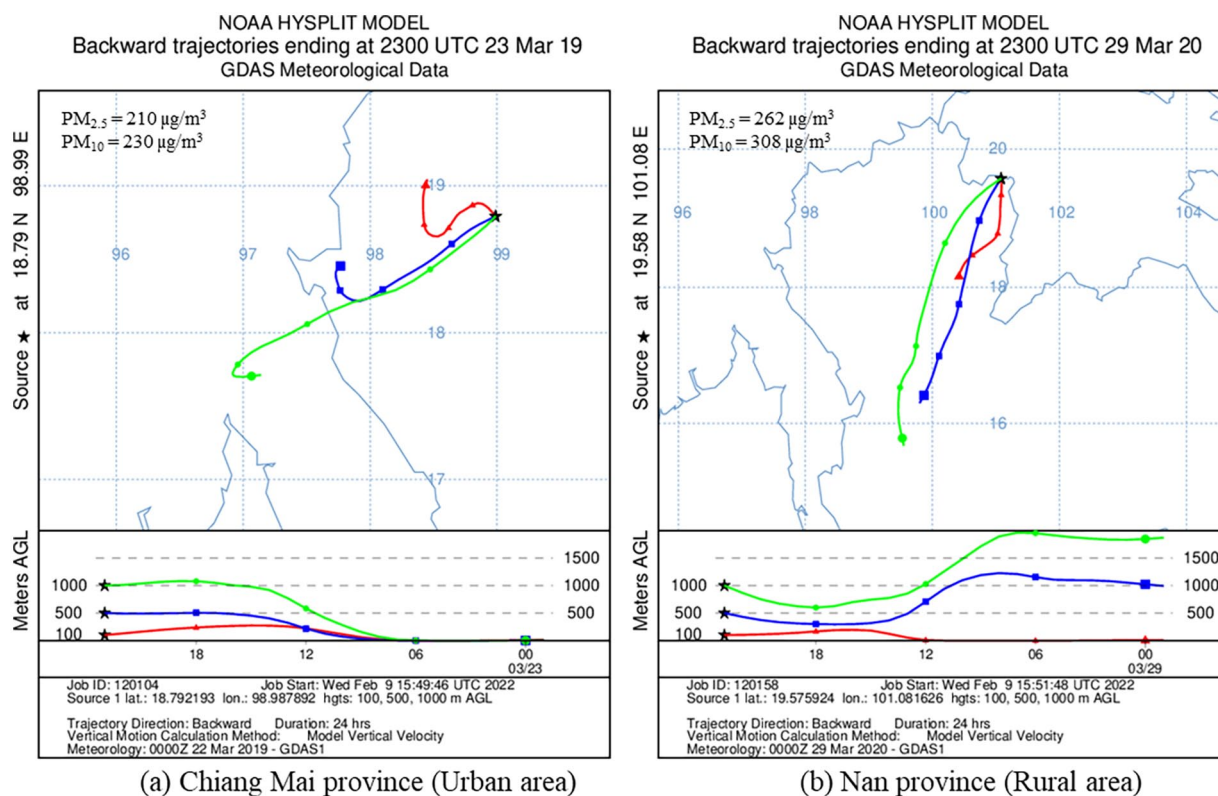 NOAA HYSPLIT MODEL
Backward trajectories ending at 2300 UTC 23 Mar 19
GDAS Meteorological Data
PM2.5 = 210 µg/m3
PM10 = 230 µg/m3
Source ★ at 18.79 N 98.99 E
19
96
97
98
99
18
17
Meters AGL
1500
1000
1000
500
500
100
18
12
06
00
03/23
Job ID: 120104 Job Start: Wed Feb 9 15:49:46 UTC 2022
Source 1 lat.: 18.792193 lon.: 98.987892 hgts: 100, 500, 1000 m AGL
Trajectory Direction: Backward Duration: 24 hrs
Vertical Motion Calculation Method: Model Vertical Velocity
Meteorology: 0000Z 22 Mar 2019 - GDAS1
(a) Chiang Mai province (Urban area)
NOAA HYSPLIT MODEL
Backward trajectories ending at 2300 UTC 29 Mar 20
GDAS Meteorological Data
PM2.5 = 262 µg/m3
PM10 = 308 µg/m3
Source ★ at 19.58 N 101.08 E
20
96
98
100
102
104
18
16
Meters AGL
1500
1000
1000
500
500
100
18
12
06
00
03/29
Job ID: 120158 Job Start: Wed Feb 9 15:51:48 UTC 2022
Source 1 lat.: 19.575924 lon.: 101.081626 hgts: 100, 500, 1000 m AGL
Trajectory Direction: Backward Duration: 24 hrs
Vertical Motion Calculation Method: Model Vertical Velocity
Meteorology: 0000Z 29 Mar 2020 - GDAS1
(b) Nan province (Rural area)